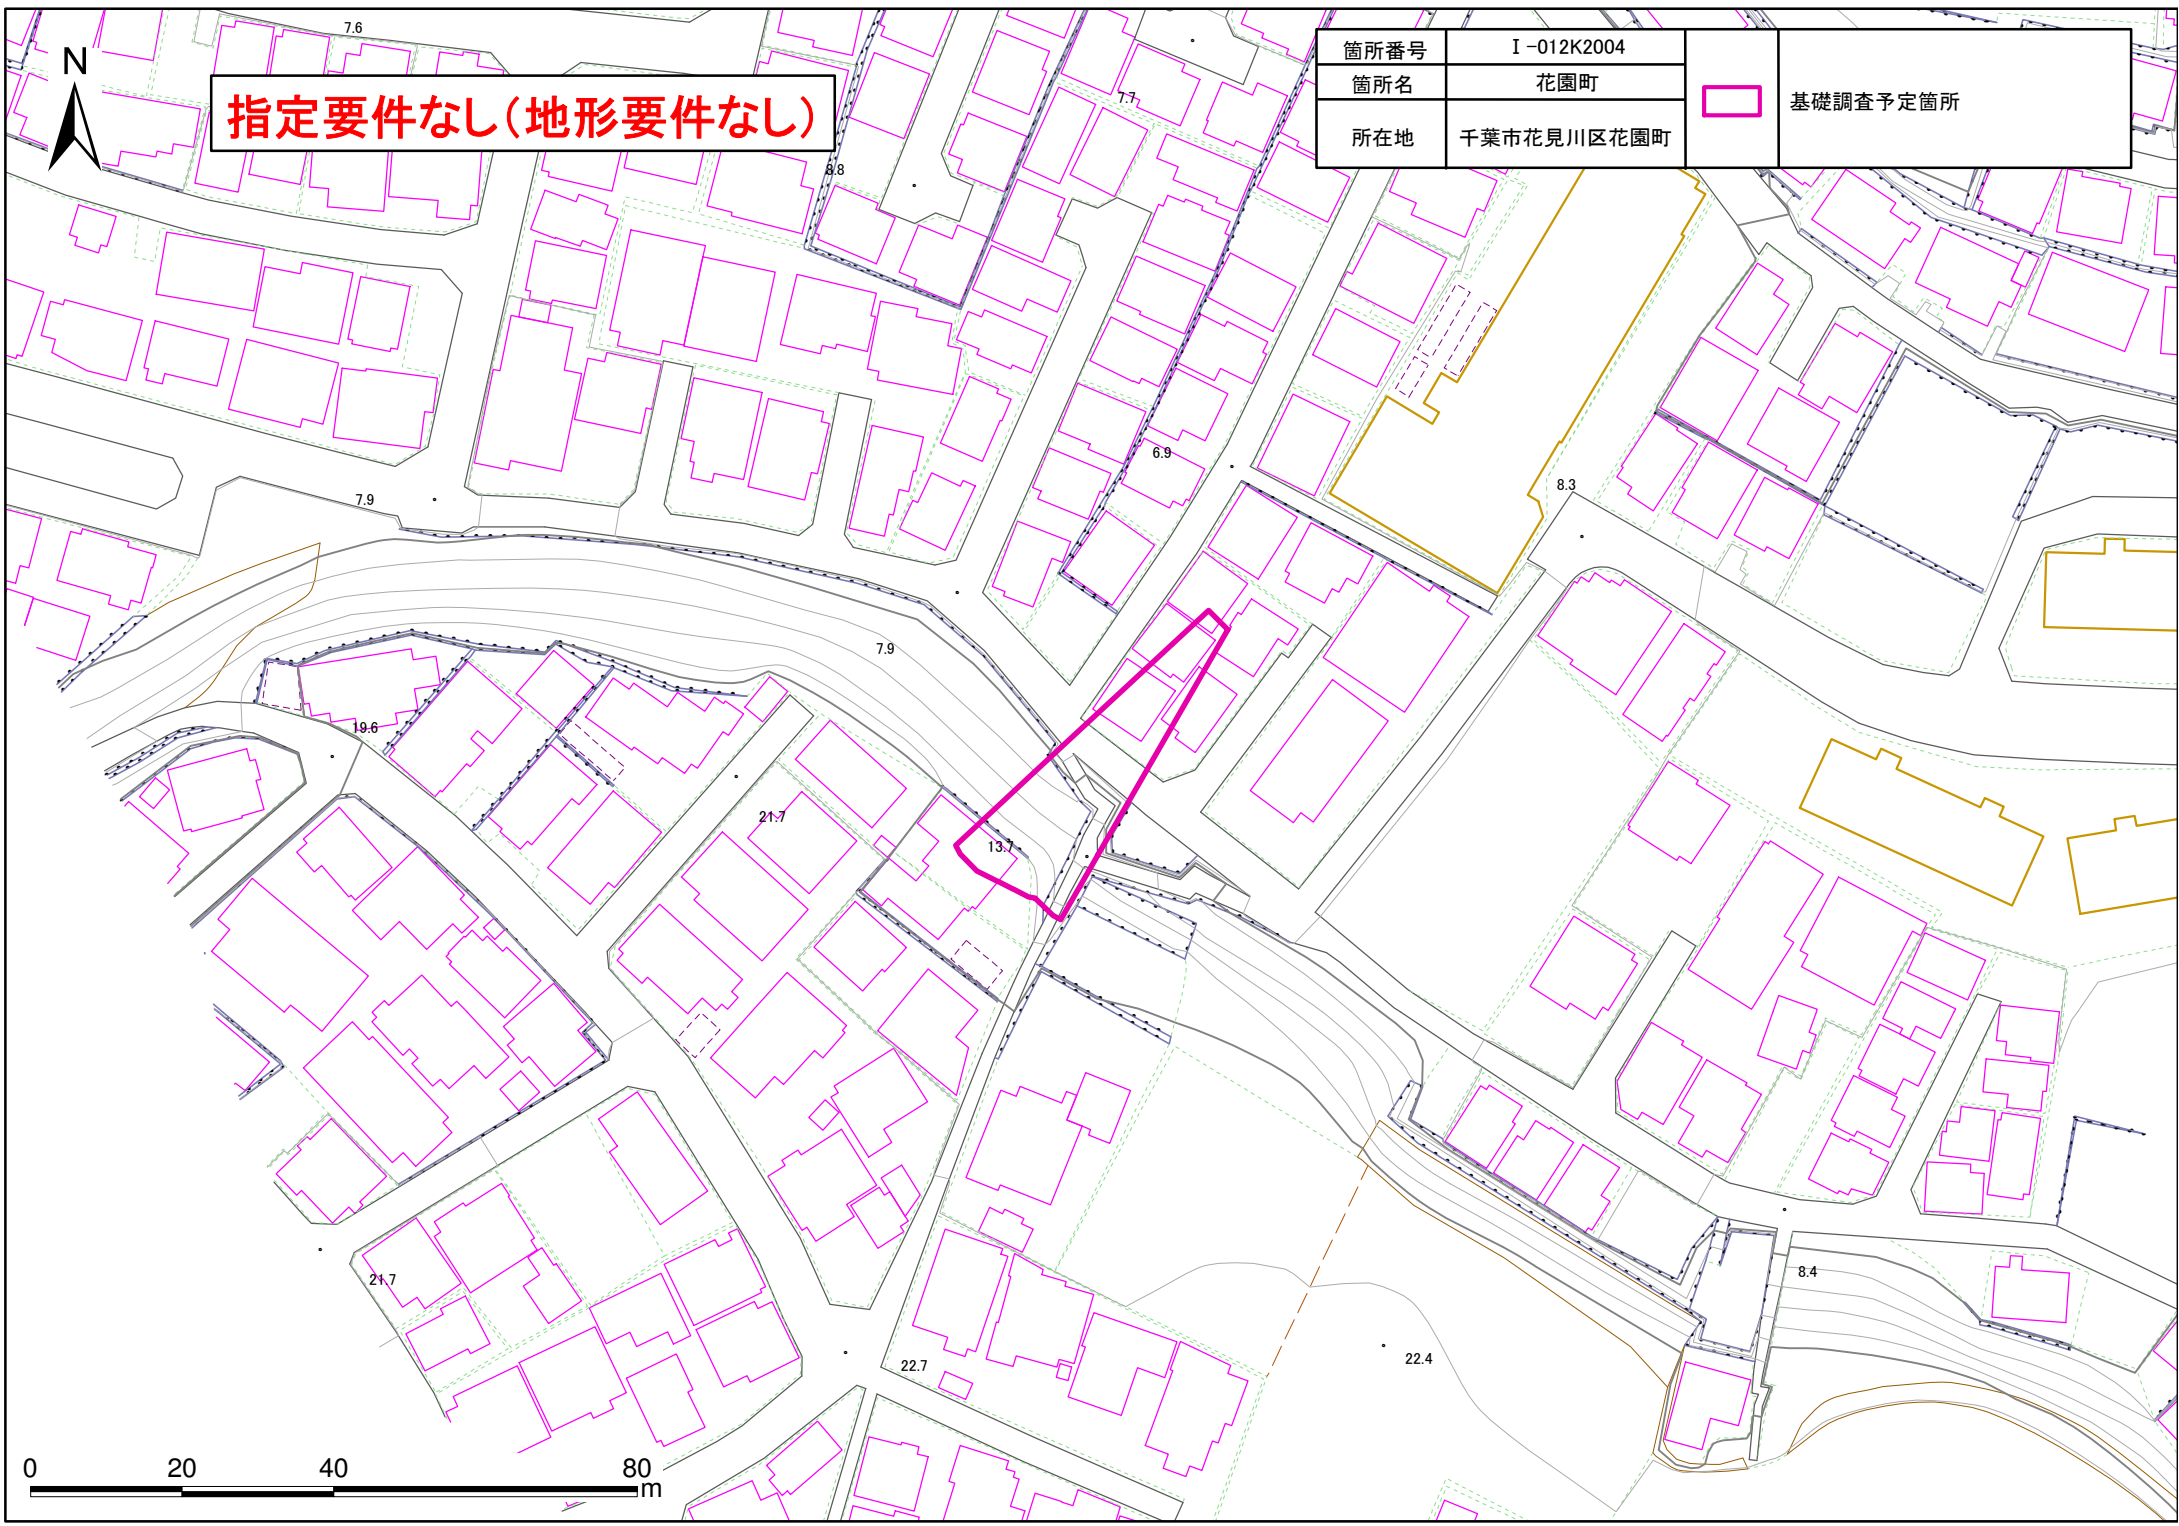 7.6
N
指定要件なし(地形要件なし)
箇所番号 Ⅰ-012K2004
箇所名 花園町
所在地 千葉市花見川区花園町
基礎調査予定箇所
7.7
8.8
6.9
8.3
7.9
7.9
19.6
21.7
13.7
21.7
8.4
22.7
22.4
0 20 40 80
m